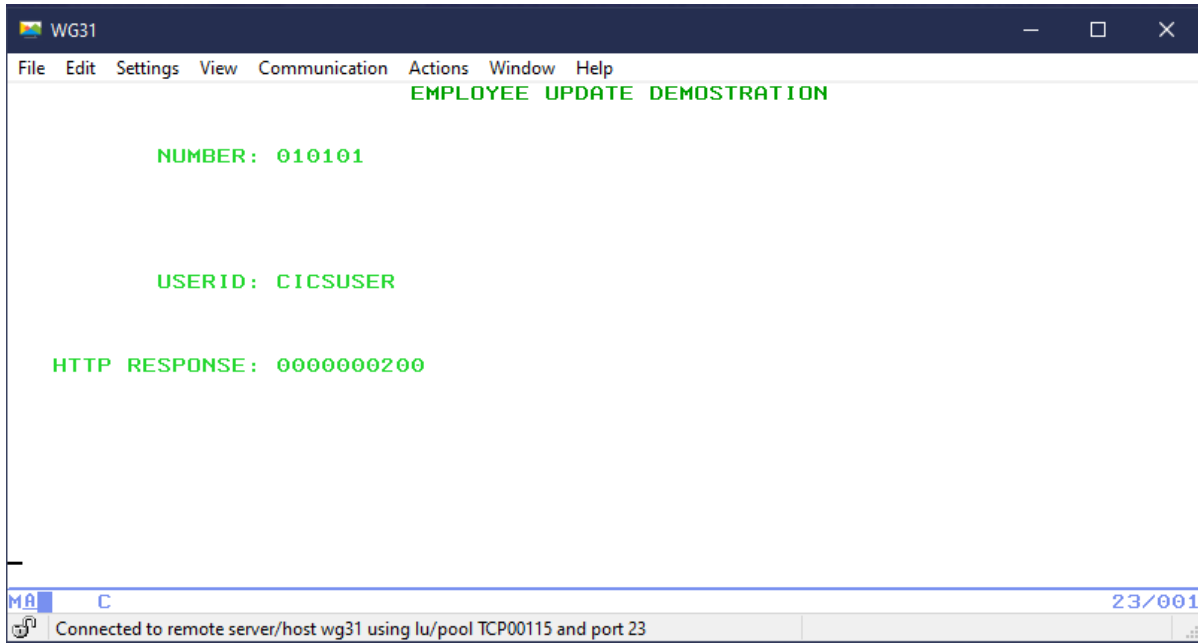 WG31
File Edit Settings View Communication Actions Window Help
EMPLOYEE UPDATE DEMOSTRATION
NUMBER: 010101
USERID: CICSUSER
HTTP RESPONSE: 0000000200
MA C 23/001
Connected to remote server/host wg31 using lu/pool TCP00115 and port 23